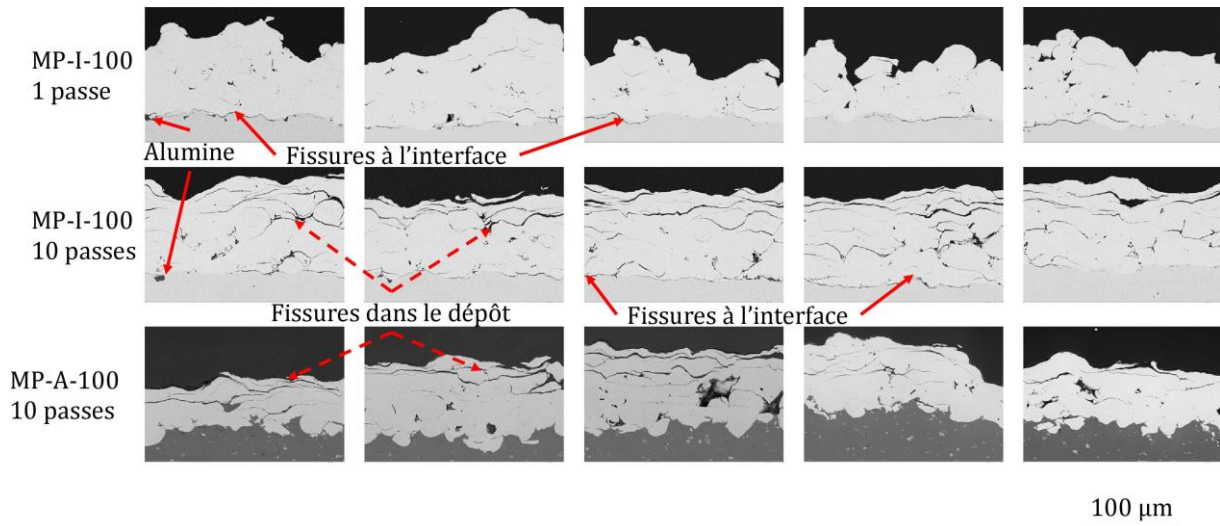 MP-I-100
1 passe
Alumine
Fissures à l’interface
MP-I-100
10 passes
Fissures dans le dépôt
Fissures à l’interface
MP-A-100
10 passes
100 µm